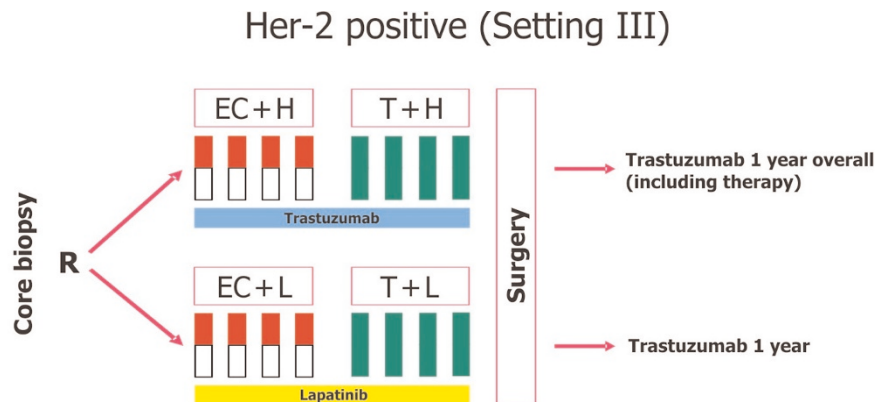 Her-2 positive (Setting III)
Core biopsy
R
EC+H
T+H
Trastuzumab
EC+L
T+L
Lapatinib
Surgery
Trastuzumab 1 year overall
(including therapy)
Trastuzumab 1 year